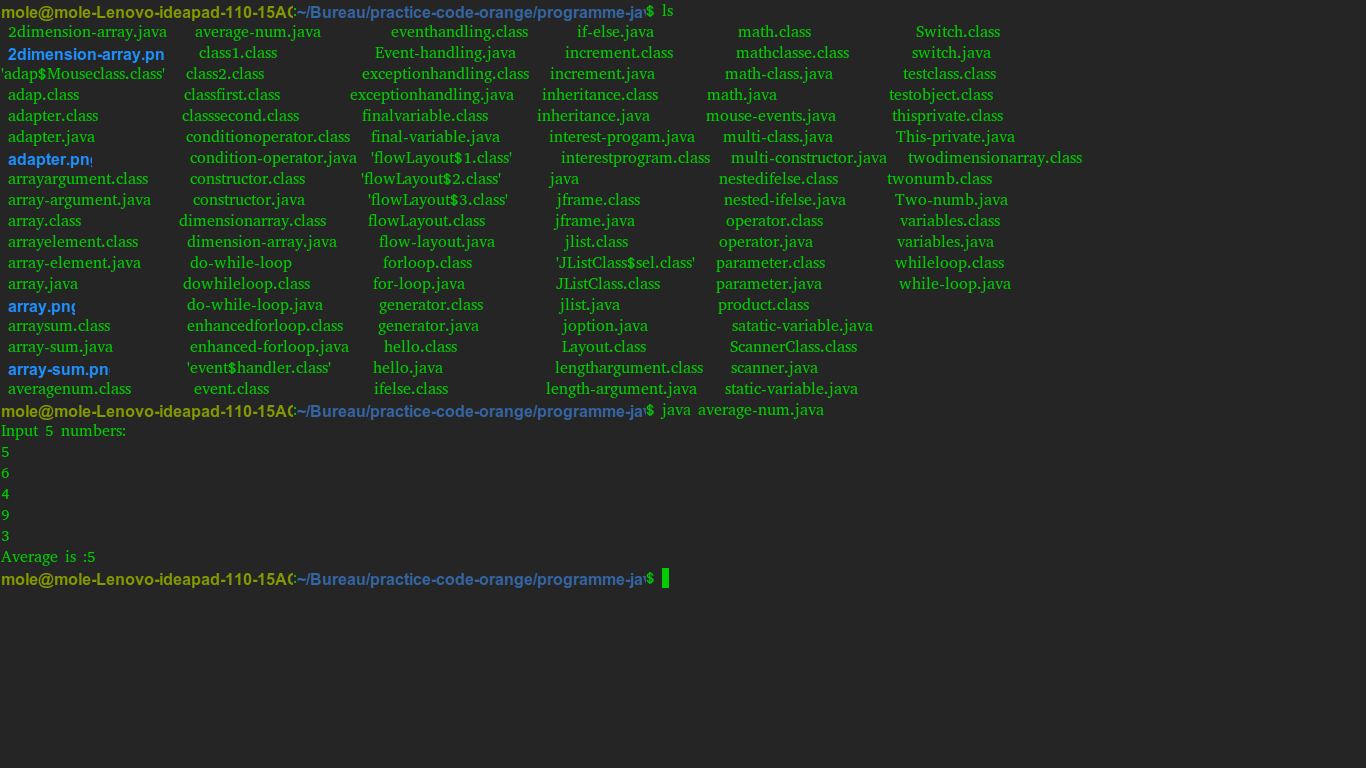 mole@mole-Lenovo-ideapad-110-15AC:~/Bureau/practice-code-orange/programme-jav$ ls
2dimension-array.java average-num.java eventhandling.class if-else.java math.class Switch.class
2dimension-array.pn class1.class Event-handling.java increment.class mathclasse.class switch.java
'adap$Mouseclass.class' class2.class exceptionhandling.class increment.java math-class.java testclass.class
adap.class classfirst.class exceptionhandling.java inheritance.class math.java testobject.class
adapter.class classsecond.class finalvariable.class inheritance.java mouse-events.java thisprivate.class
adapter.java conditionoperator.class final-variable.java interest-progam.java multi-class.java This-private.java
adapter.png condition-operator.java 'flowLayout$1.class' interestprogram.class multi-constructor.java twodimensionarray.class
arrayargument.class constructor.class 'flowLayout$2.class' java nestedifelse.class twonumb.class
array-argument.java constructor.java 'flowLayout$3.class' jframe.class nested-ifelse.java Two-numb.java
array.class dimensionarray.class flowLayout.class jframe.java operator.class variables.class
arrayelement.class dimension-array.java flow-layout.java jlist.class operator.java variables.java
array-element.java do-while-loop forloop.class 'JListClass$sel.class' parameter.class whileloop.class
array.java dowhileloop.class for-loop.java JListClass.class parameter.java while-loop.java
array.png do-while-loop.java generator.class jlist.java product.class
arraysum.class enhancedforloop.class generator.java joption.java satatic-variable.java
array-sum.java enhanced-forloop.java hello.class Layout.class ScannerClass.class
array-sum.pn 'event$handler.class' hello.java lengthargument.class scanner.java
averagenum.class event.class ifelse.class length-argument.java static-variable.java
mole@mole-Lenovo-ideapad-110-15AC:~/Bureau/practice-code-orange/programme-jav$ java average-num.java
Input 5 numbers:
5
6
4
9
3
Average is :5
mole@mole-Lenovo-ideapad-110-15AC:~/Bureau/practice-code-orange/programme-jav$